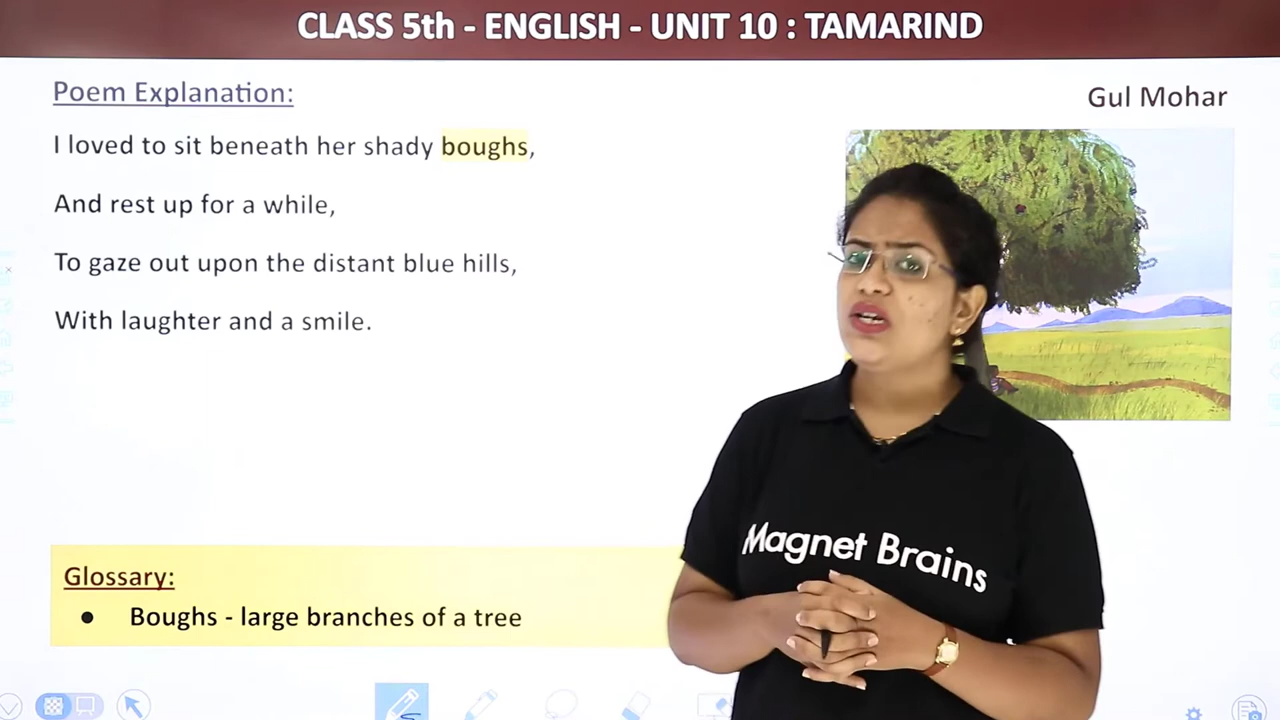 CLASS 5th - ENGLISH - UNIT 10 : TAMARIND
Poem Explanation:
Gul Mohar
I loved to sit beneath her shady boughs,
And rest up for a while,
To gaze out upon the distant blue hills,
With laughter and a smile.
Magnet Brains
Glossary:
● Boughs - large branches of a tree